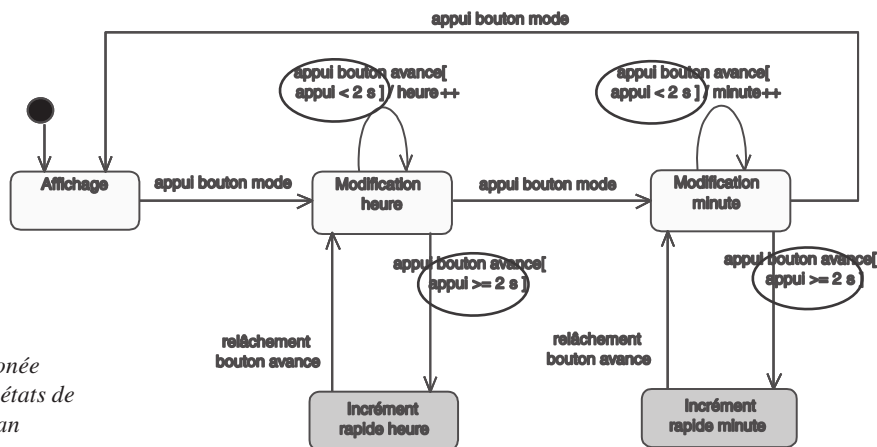 appui bouton mode
appui bouton avance[
appui < 2 s ] / heure++
appui bouton avance[
appui < 2 s ] / minute++
Affichage
appui bouton mode
Modification
heure
appui bouton mode
Modification
minute
appui bouton avance[
appui >= 2 s ]
appui bouton avance[
appui >= 2 s ]
relâchement
bouton avance
relâchement
bouton avance
onée
états de
an
Incrément
rapide heure
Incrément
rapide minute